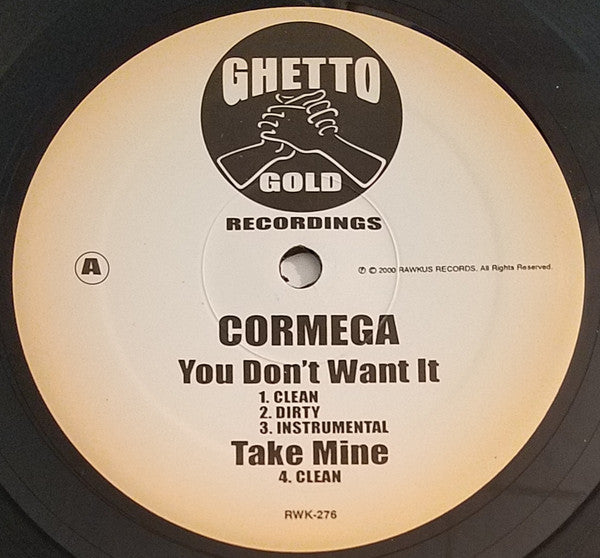 GHETTO
GOLD
RECORDINGS
A
℗ © 2000 RAWKUS RECORDS. All Rights Reserved.
CORMEGA
You Don't Want It
1. CLEAN
2. DIRTY
3. INSTRUMENTAL
Take Mine
4. CLEAN
RWK-276